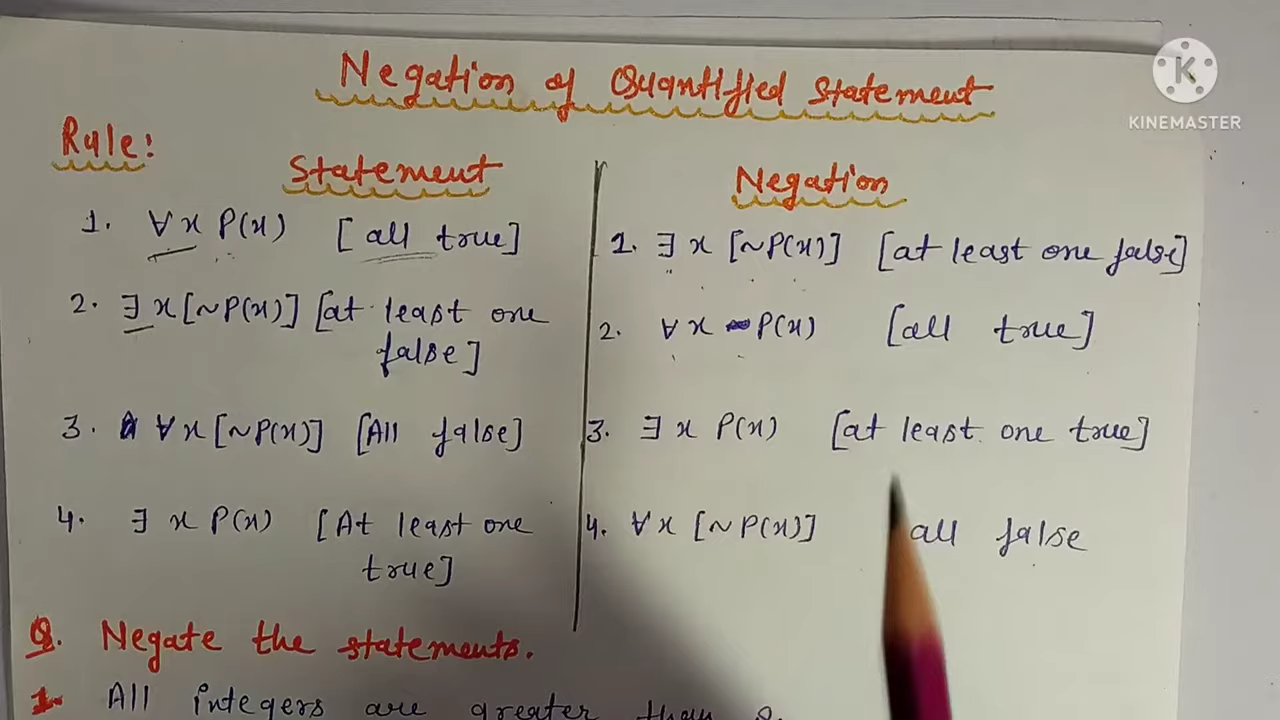 Negation of Quantified Statement
KINEMASTER
Rule:
Statement
Negation
1. ∀ x P(x) [all true]
1. ∃ x [~P(x)] [at least one false]
2. ∃ x [~P(x)] [at least one
false]
2. ∀ x P(x) [all true]
3. ∀ x [~P(x)] [All false]
3. ∃ x P(x) [at least one true]
4. ∃ x P(x) [At least one
true]
4. ∀ x [~P(x)] all false
Q. Negate the statements.
1. All integers are greater than